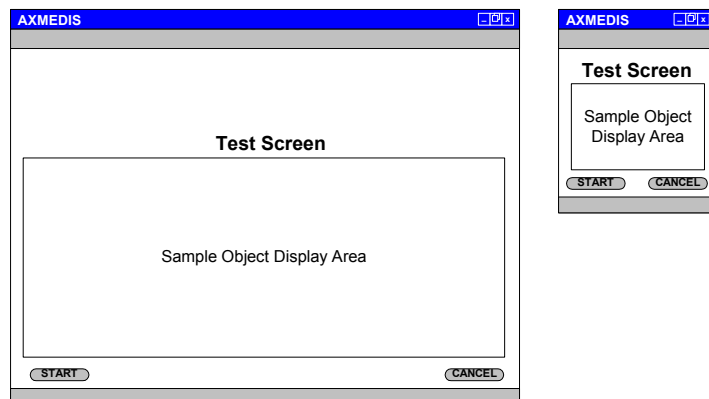 AXMEDIS
Test Screen
Sample Object Display Area
START CANCEL
AXMEDIS
Test Screen
Sample Object
Display Area
START CANCEL